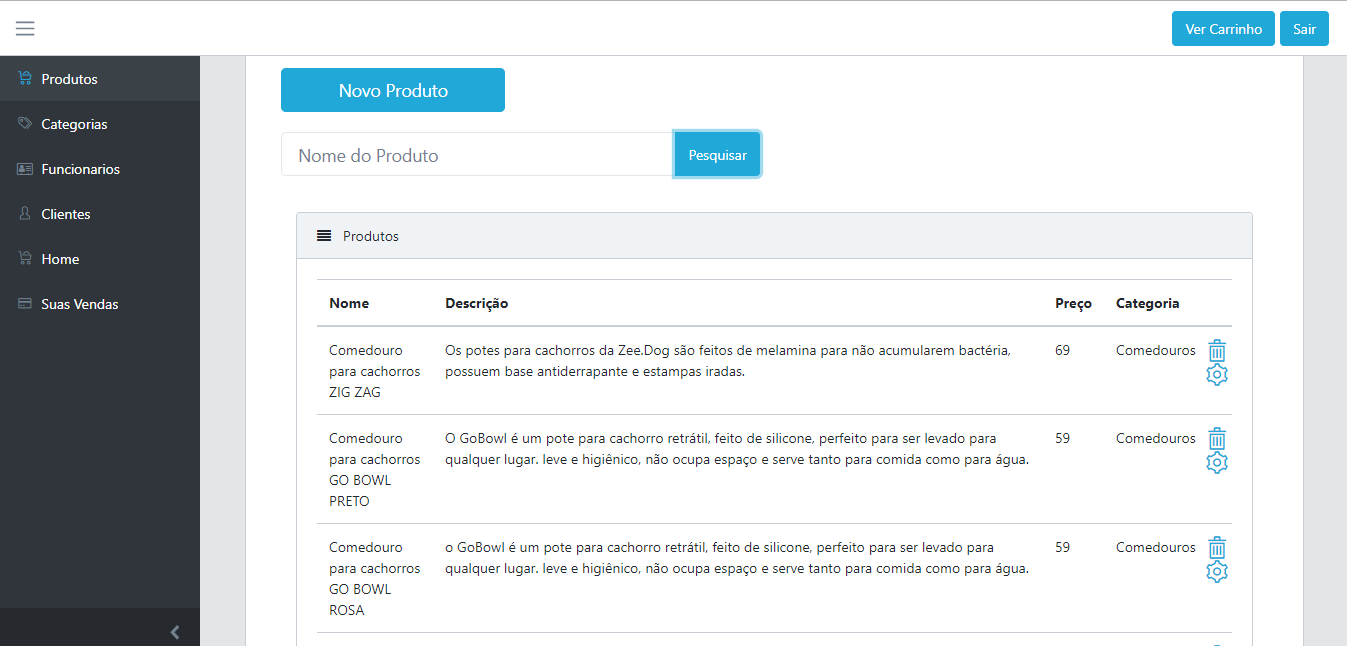 Ver Carrinho
Sair
Produtos
Categorias
Funcionarios
Clientes
Home
Suas Vendas
Novo Produto
Nome do Produto
Pesquisar
Produtos
Nome Descrição Preço Categoria
Comedouro
para cachorros
ZIG ZAG
Os potes para cachorros da Zee.Dog são feitos de melamina para não acumularem bactéria,
possuem base antiderrapante e estampas iradas.
69
Comedouros
Comedouro
para cachorros
GO BOWL
PRETO
O GoBowl é um pote para cachorro retrátil, feito de silicone, perfeito para ser levado para
qualquer lugar. leve e higiênico, não ocupa espaço e serve tanto para comida como para água.
59
Comedouros
Comedouro
para cachorros
GO BOWL
ROSA
o GoBowl é um pote para cachorro retrátil, feito de silicone, perfeito para ser levado para
qualquer lugar. leve e higiênico, não ocupa espaço e serve tanto para comida como para água.
59
Comedouros